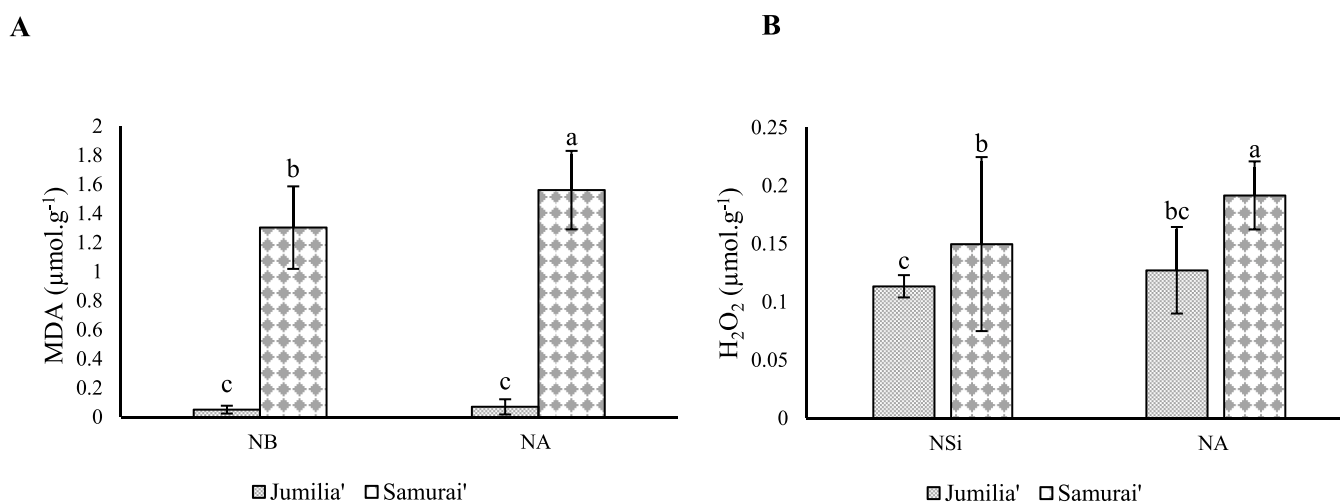 A
B
MDA (µmol.g⁻¹)
2
1.8
1.6
1.4
1.2
1
0.8
0.6
0.4
0.2
0
c
b
c
a
NB
NA
Jumilia' Samurai'
H₂O₂ (µmol.g⁻¹)
0.25
0.2
0.15
0.1
0.05
0
c
b
bc
a
NSi
NA
Jumilia' Samurai'